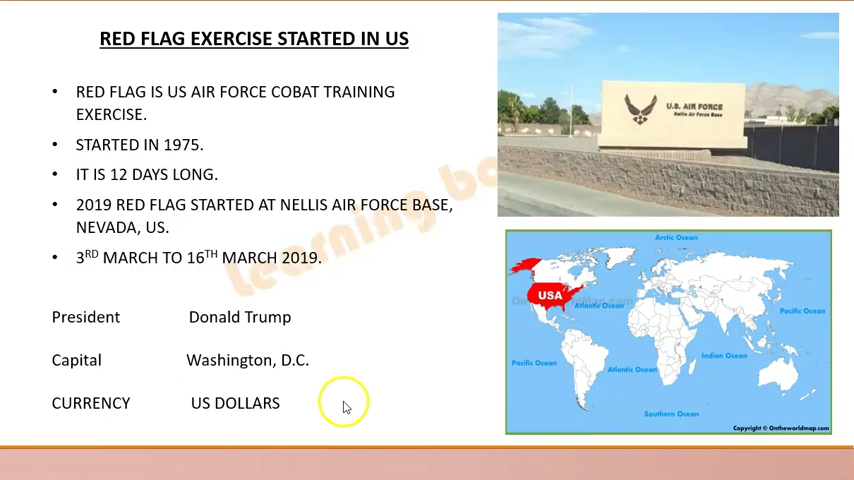 RED FLAG EXERCISE STARTED IN US
• RED FLAG IS US AIR FORCE COBAT TRAINING
EXERCISE.
• STARTED IN 1975.
• IT IS 12 DAYS LONG.
• 2019 RED FLAG STARTED AT NELLIS AIR FORCE BASE,
NEVADA, US.
• 3RD MARCH TO 16TH MARCH 2019.
President Donald Trump
Capital Washington, D.C.
CURRENCY US DOLLARS
learning
U.S. AIR FORCE
Nellis Air Force Base
Arctic Ocean
USA
Atlantic Ocean
Pacific Ocean
Indian Ocean
Pacific Ocean
Atlantic Ocean
Southern Ocean
Copyright © Ontheworldmap.com